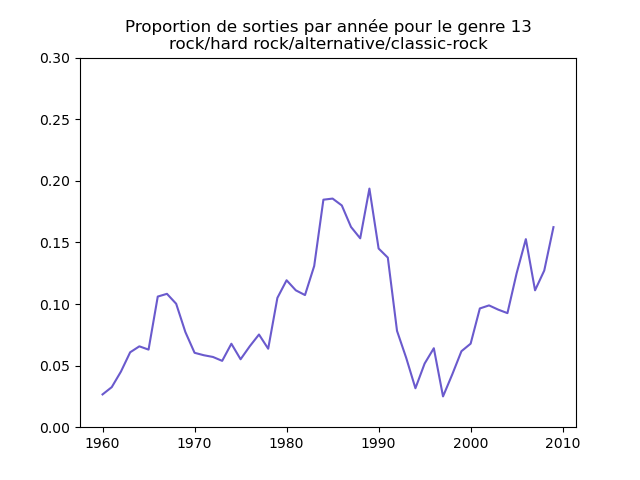 Proportion de sorties par année pour le genre 13
rock/hard rock/alternative/classic-rock
0.30
0.25
0.20
0.15
0.10
0.05
0.00
1960 1970 1980 1990 2000 2010